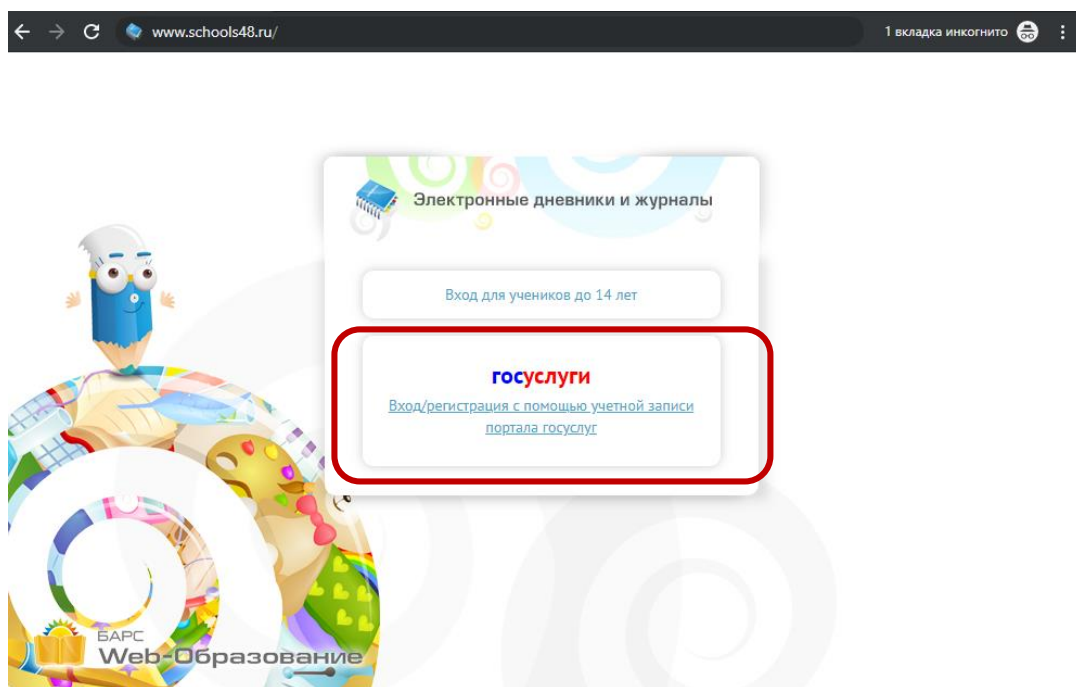 www.schools48.ru/
1 вкладка инкогнито
Электронные дневники и журналы
Вход для учеников до 14 лет
госуслуги
Вход/регистрация с помощью учетной записи
портала госуслуг
БАРС
Web-Образование